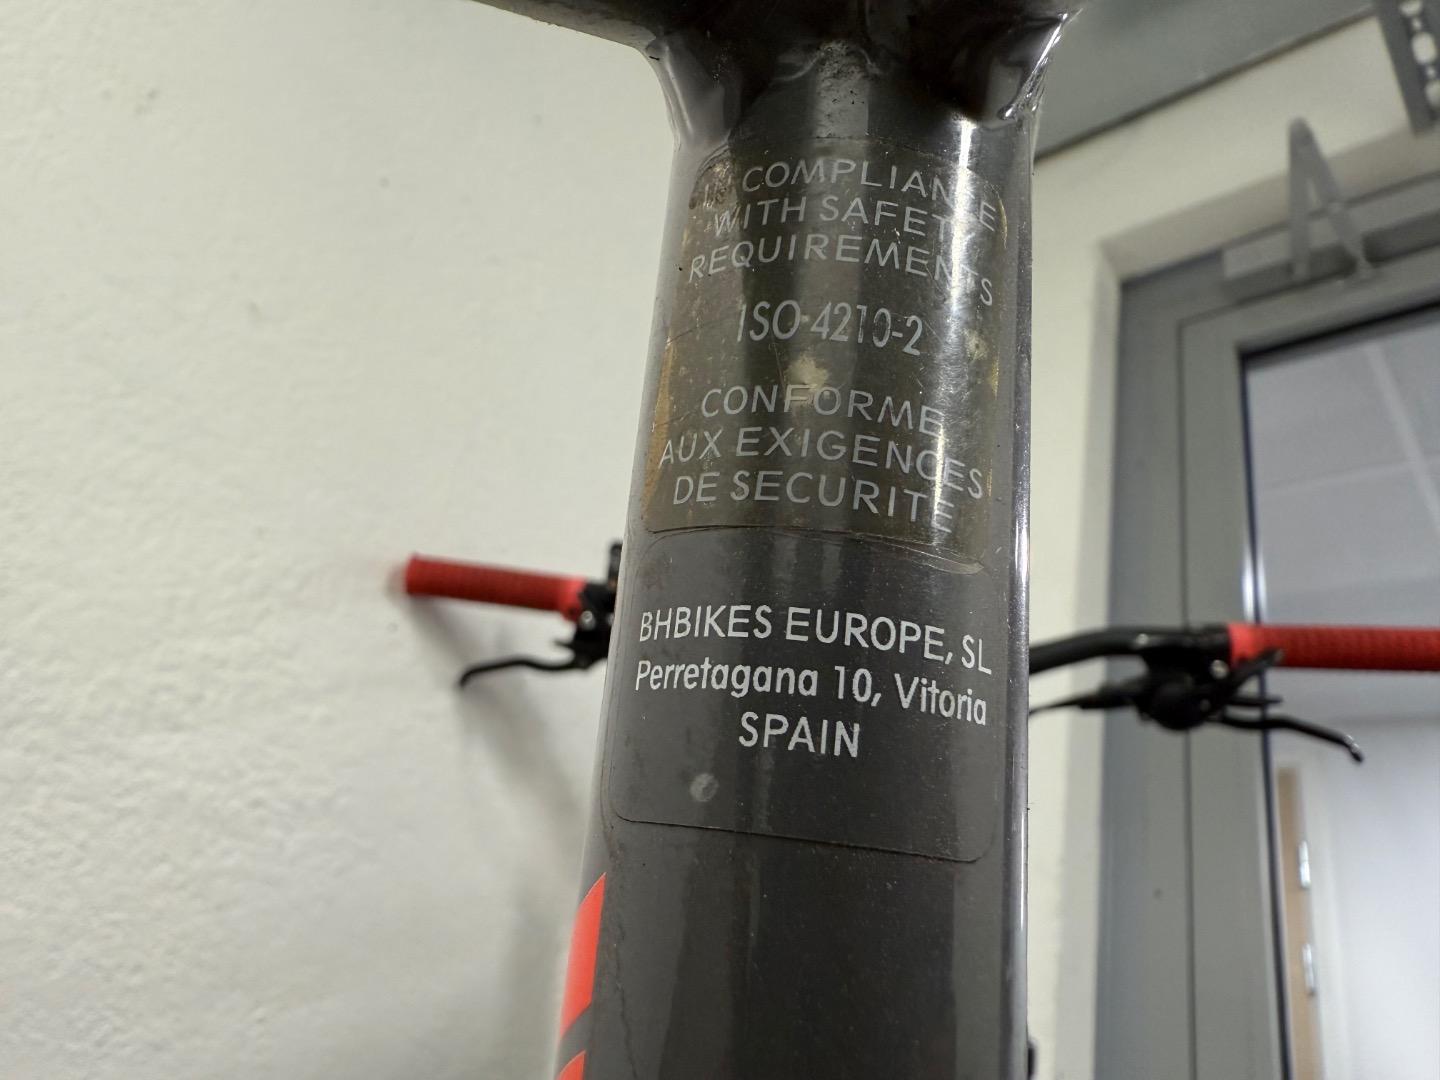 IN COMPLIANCE
WITH SAFETY
REQUIREMENTS
ISO 4210-2
CONFORME
AUX EXIGENCES
DE SECURITE
BHBIKES EUROPE, SL
Perretagana 10, Vitoria
SPAIN